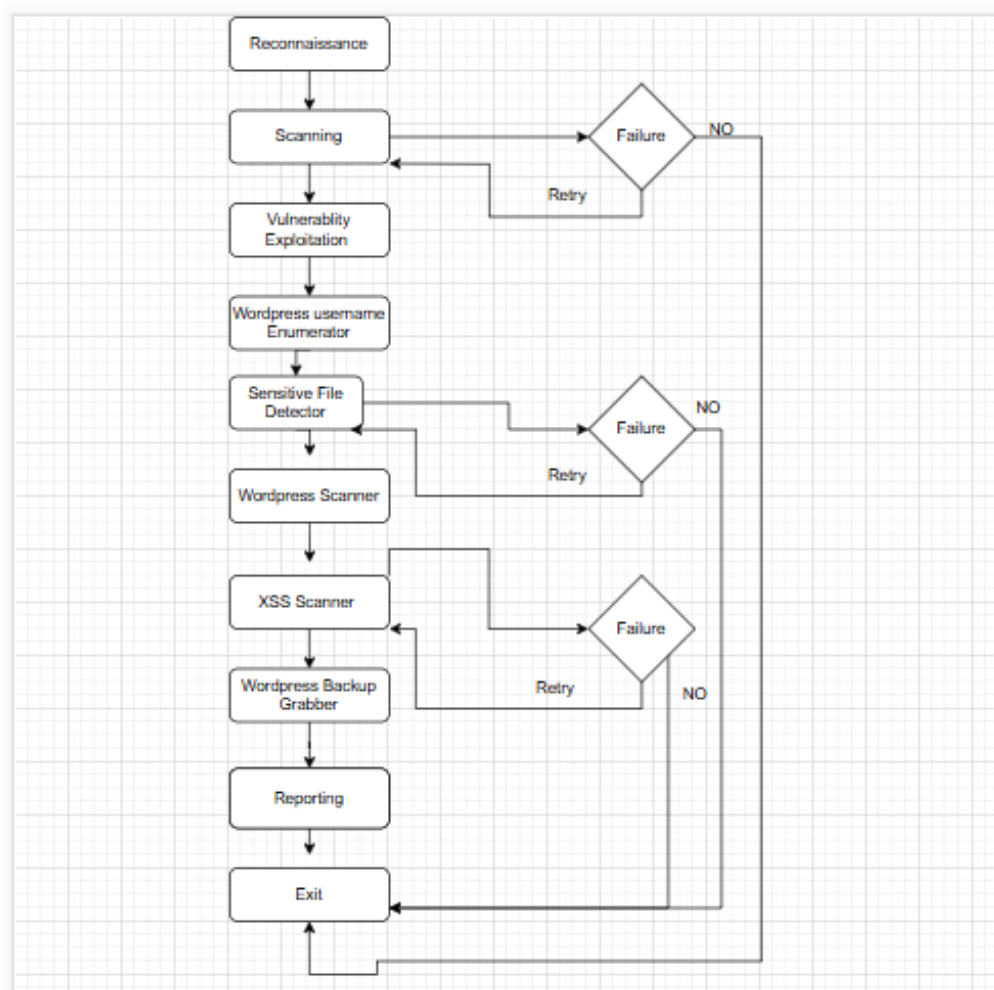 Reconnaissance
Scanning
Failure
NO
Retry
Vulnerablity
Exploitation
Wordpress username
Enumerator
Sensitive File
Detector
Failure
NO
Retry
Wordpress Scanner
XSS Scanner
Failure
NO
Retry
Wordpress Backup
Grabber
Reporting
Exit